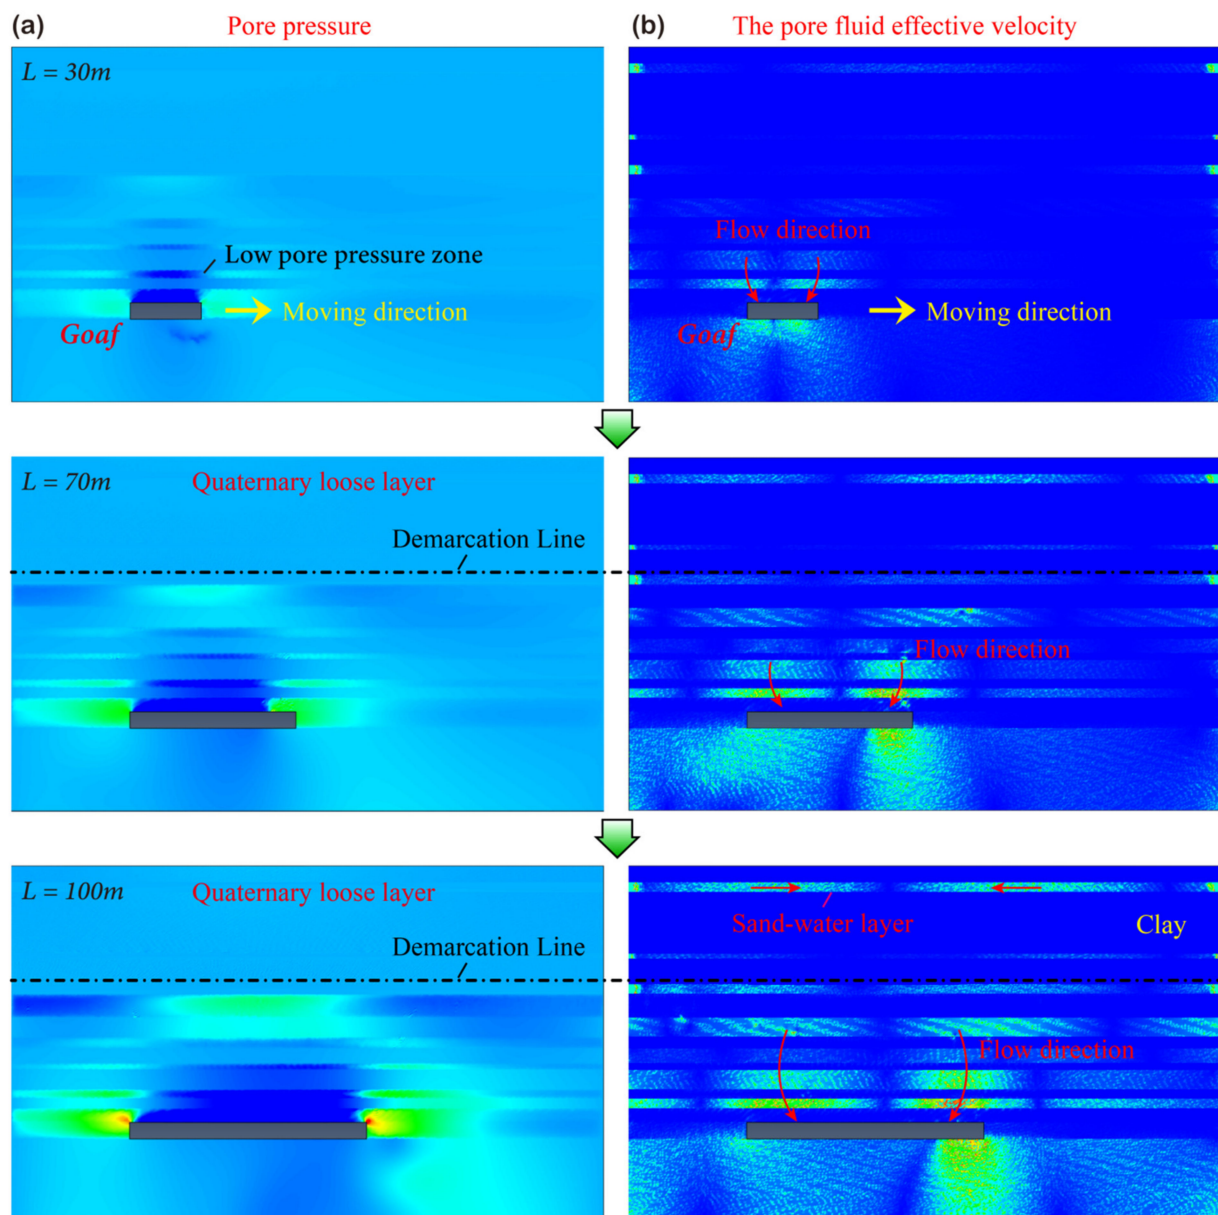 (a)
Pore pressure
(b)
The pore fluid effective velocity
L = 30m
Low pore pressure zone
Moving direction
Goaf
Flow direction
Moving direction
Goaf
L = 70m
Quaternary loose layer
Demarcation Line
Flow direction
L = 100m
Quaternary loose layer
Demarcation Line
Sand-water layer
Clay
Flow direction